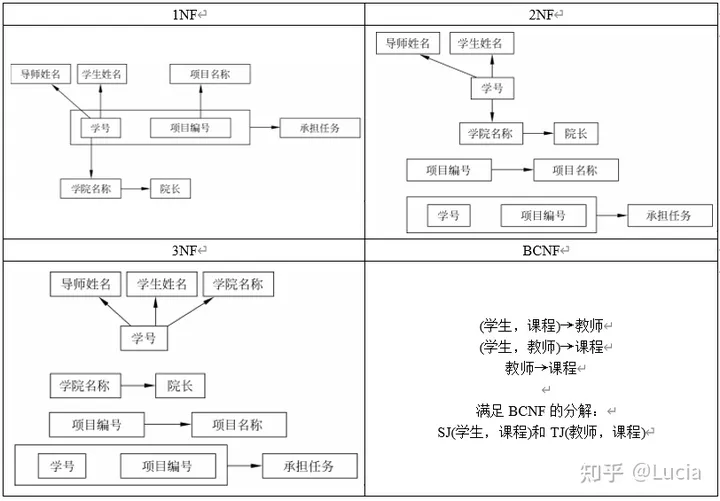 1NF
导师姓名 学生姓名 项目名称
学号 项目编号 承担任务
学院名称 院长
2NF
导师姓名 学生姓名
学号
学院名称 院长
项目编号 项目名称
学号 项目编号 承担任务
3NF
导师姓名 学生姓名 学院名称
学号
学院名称 院长
项目编号 项目名称
学号 项目编号 承担任务
BCNF
(学生，课程)→教师
(学生，教师)→课程
教师→课程
满足 BCNF 的分解：
SJ(学生，课程)和 TJ(教师，课程)
知乎 @Lucia